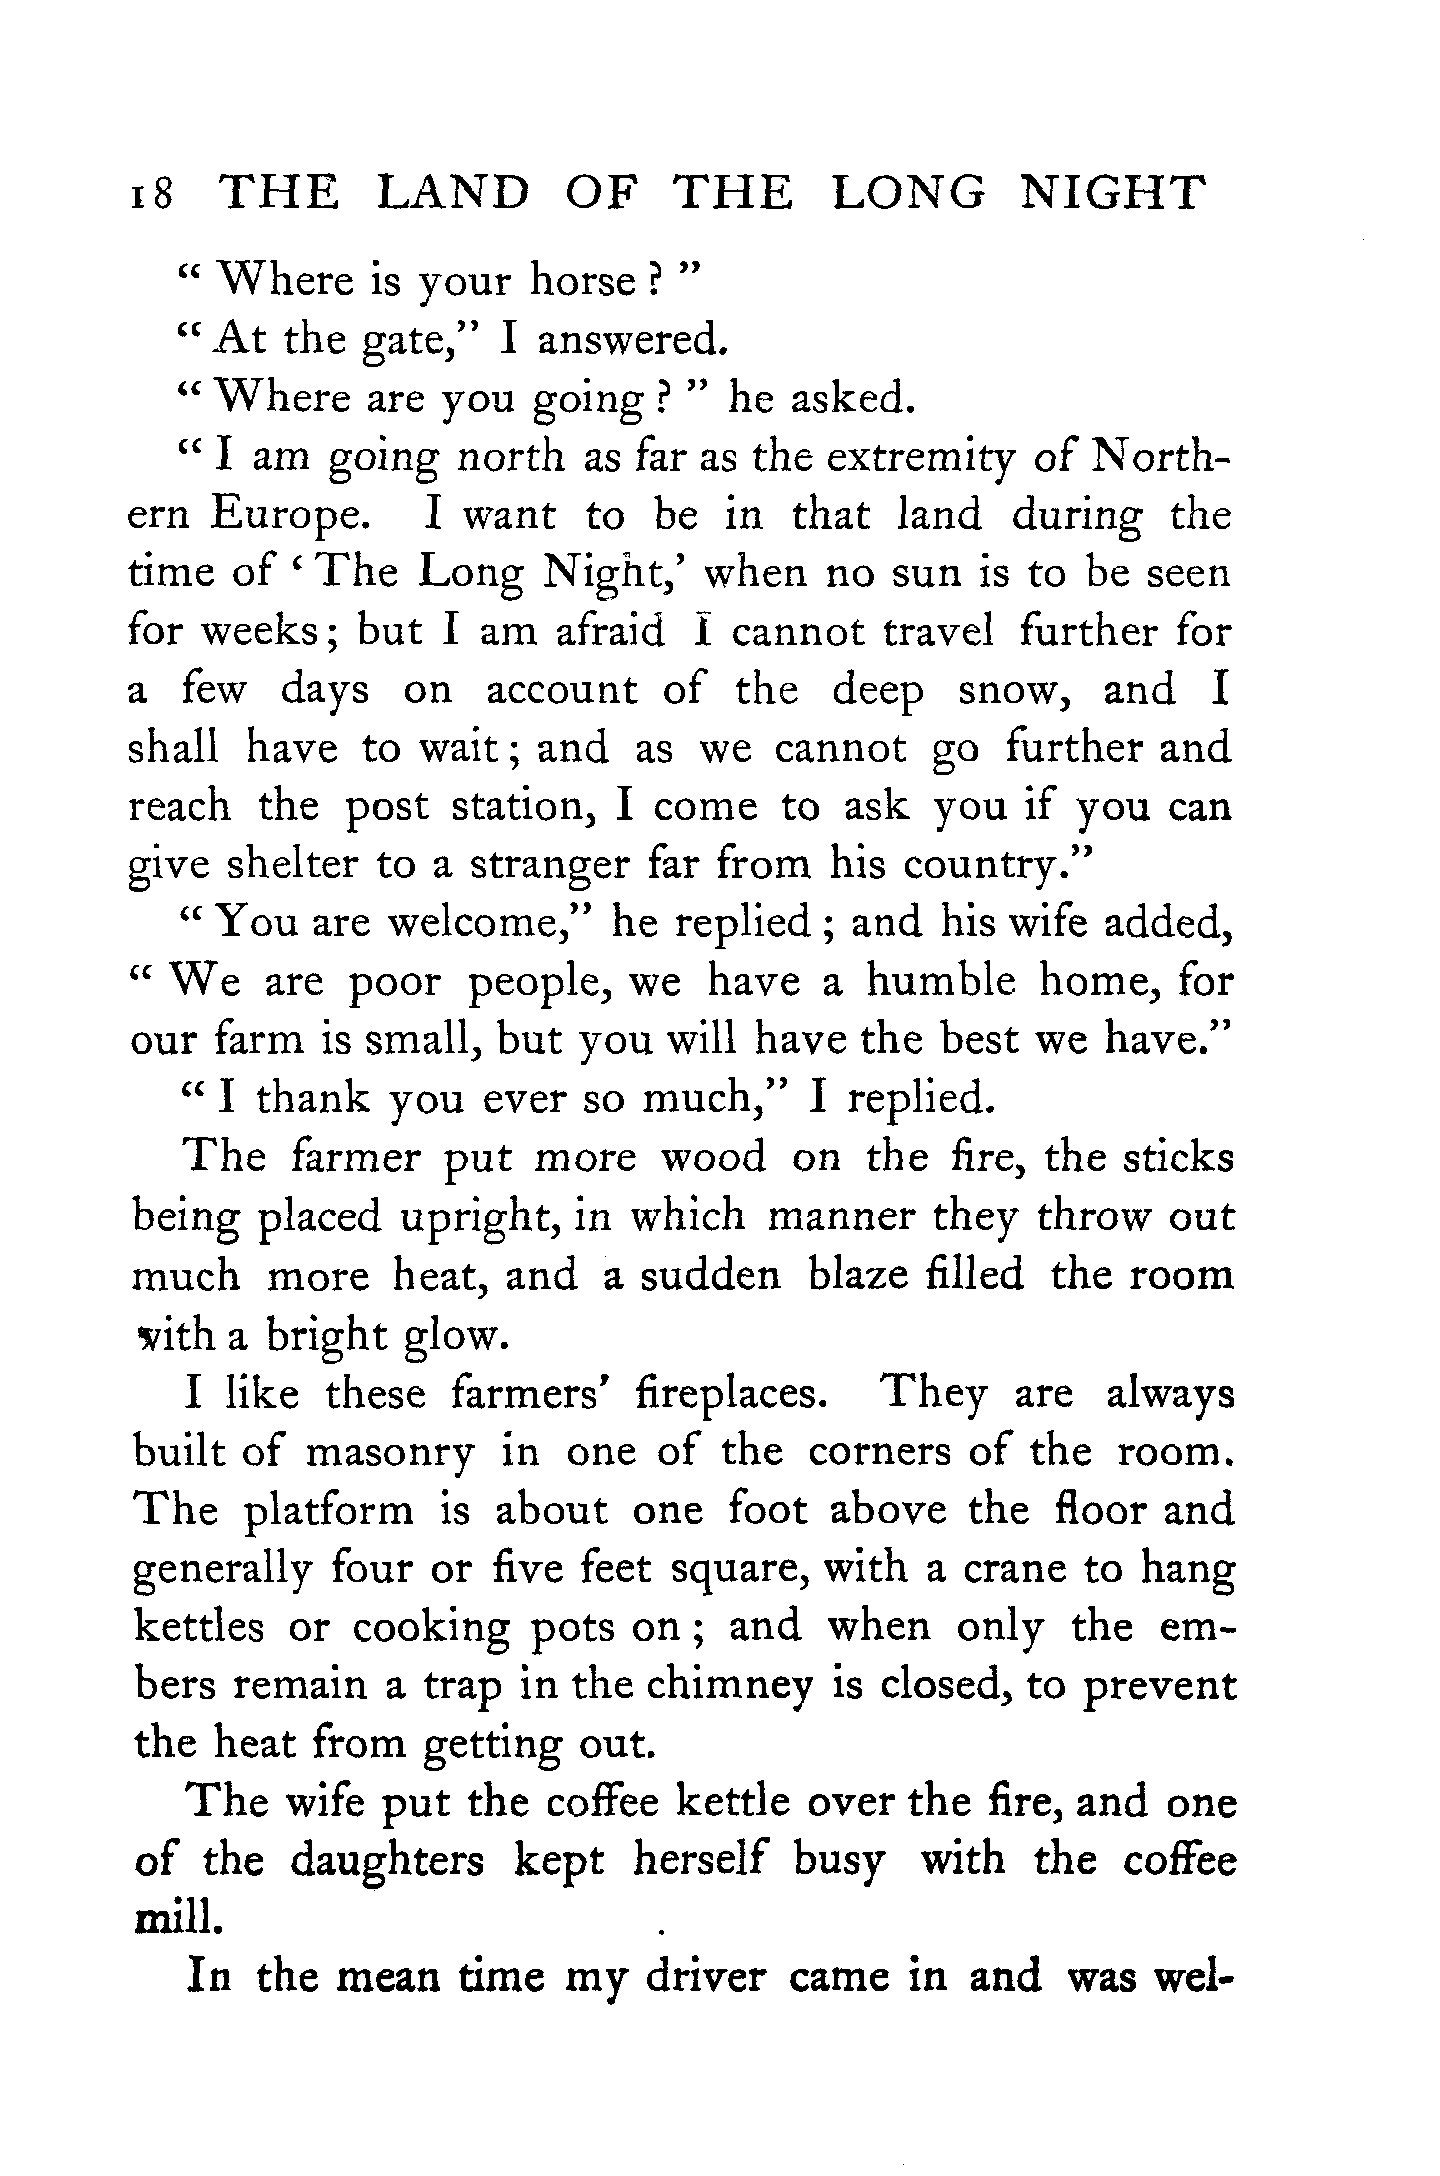 18 THE LAND OF THE LONG NIGHT
“ Where is your horse ? ”
“ At the gate,” I answered.
“ Where are you going ? ” he asked.
“ I am going north as far as the extremity of North-
ern Europe. I want to be in that land during the
time of ‘ The Long Night,’ when no sun is to be seen
for weeks ; but I am afraid I cannot travel further for
a few days on account of the deep snow, and I
shall have to wait ; and as we cannot go further and
reach the post station, I come to ask you if you can
give shelter to a stranger far from his country.”
“ You are welcome,” he replied ; and his wife added,
“ We are poor people, we have a humble home, for
our farm is small, but you will have the best we have.”
“ I thank you ever so much,” I replied.
The farmer put more wood on the fire, the sticks
being placed upright, in which manner they throw out
much more heat, and a sudden blaze filled the room
with a bright glow.
I like these farmers’ fireplaces. They are always
built of masonry in one of the corners of the room.
The platform is about one foot above the floor and
generally four or five feet square, with a crane to hang
kettles or cooking pots on ; and when only the em-
bers remain a trap in the chimney is closed, to prevent
the heat from getting out.
The wife put the coffee kettle over the fire, and one
of the daughters kept herself busy with the coffee
mill.
In the mean time my driver came in and was wel-